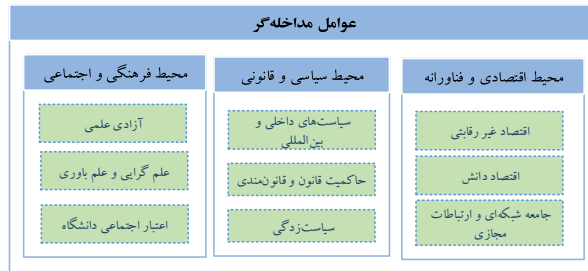 عوامل مداخله‌گر
محیط اقتصادی و فناورانه
اقتصاد غیر رقابتی
اقتصاد دانش
جامعه شبکه‌ای و ارتباطات
مجازی
محیط سیاسی و قانونی
سیاست‌های داخلی و
بین‌المللی
حاکمیت قانون و قانون‌مندی
سیاست‌زدگی
محیط فرهنگی و اجتماعی
آزادی علمی
علم گرایی و علم باوری
اعتبار اجتماعی دانشگاه